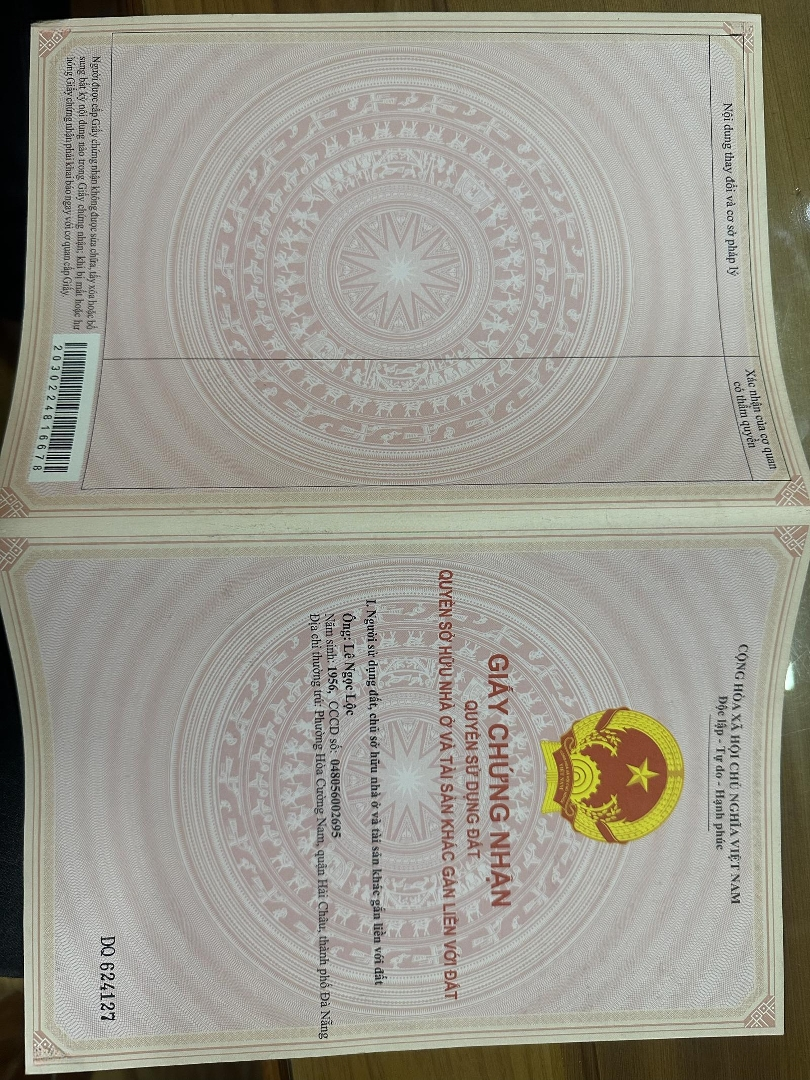 Nội dung thay đổi và cơ sở pháp lý
Xác nhận của cơ quan
có thẩm quyền
Người được cấp Giấy chứng nhận không được sửa chữa, tẩy xóa hoặc bổ
sung bất kỳ nội dung nào trong Giấy chứng nhận; khi bị mất hoặc hư
hỏng Giấy chứng nhận phải khai báo ngay với cơ quan cấp Giấy.
203022481 6678
CỘNG HÒA XÃ HỘI CHỦ NGHĨA VIỆT NAM
Độc lập - Tự do - Hạnh phúc
GIẤY CHỨNG NHẬN
QUYỀN SỬ DỤNG ĐẤT
QUYỀN SỞ HỮU NHÀ Ở VÀ TÀI SẢN KHÁC GẮN LIỀN VỚI ĐẤT
I. Người sử dụng đất, chủ sở hữu nhà ở và tài sản khác gắn liền với đất
Ông: Lê Ngọc Lộc
Năm sinh: 1956, CCCD số: 048056002695
Địa chỉ thường trú: Phường Hòa Cường Nam, quận Hải Châu, thành phố Đà Nẵng
DQ 624127